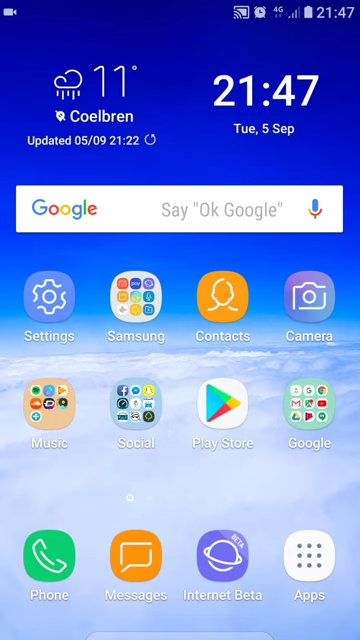 4G
21:47
11°
Coelbren
Updated 05/09 21:22
21:47
Tue, 5 Sep
Google
Say "Ok Google"
Settings
Samsung
Contacts
Camera
Music
Social
Play Store
Google
BETA
Phone
Messages
Internet Beta
Apps